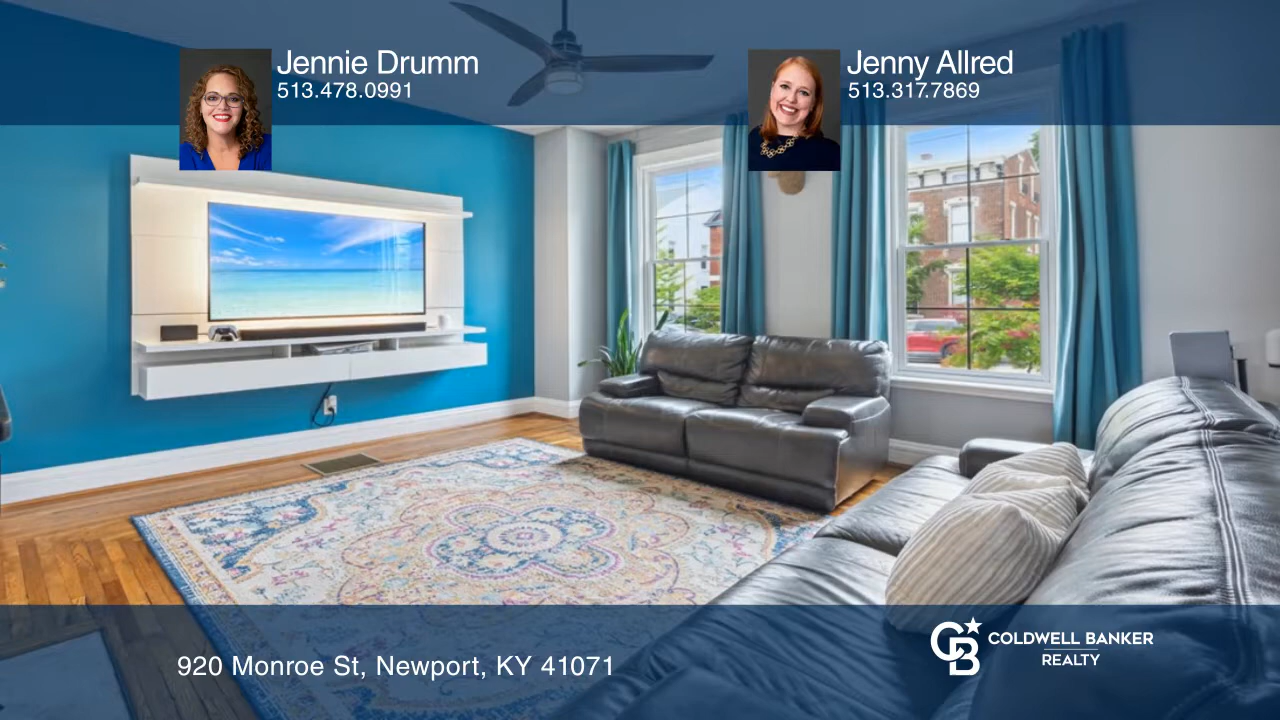 Jennie Drumm
513.478.0991
Jenny Allred
513.317.7869
920 Monroe St, Newport, KY 41071
CB
COLDWELL BANKER
REALTY